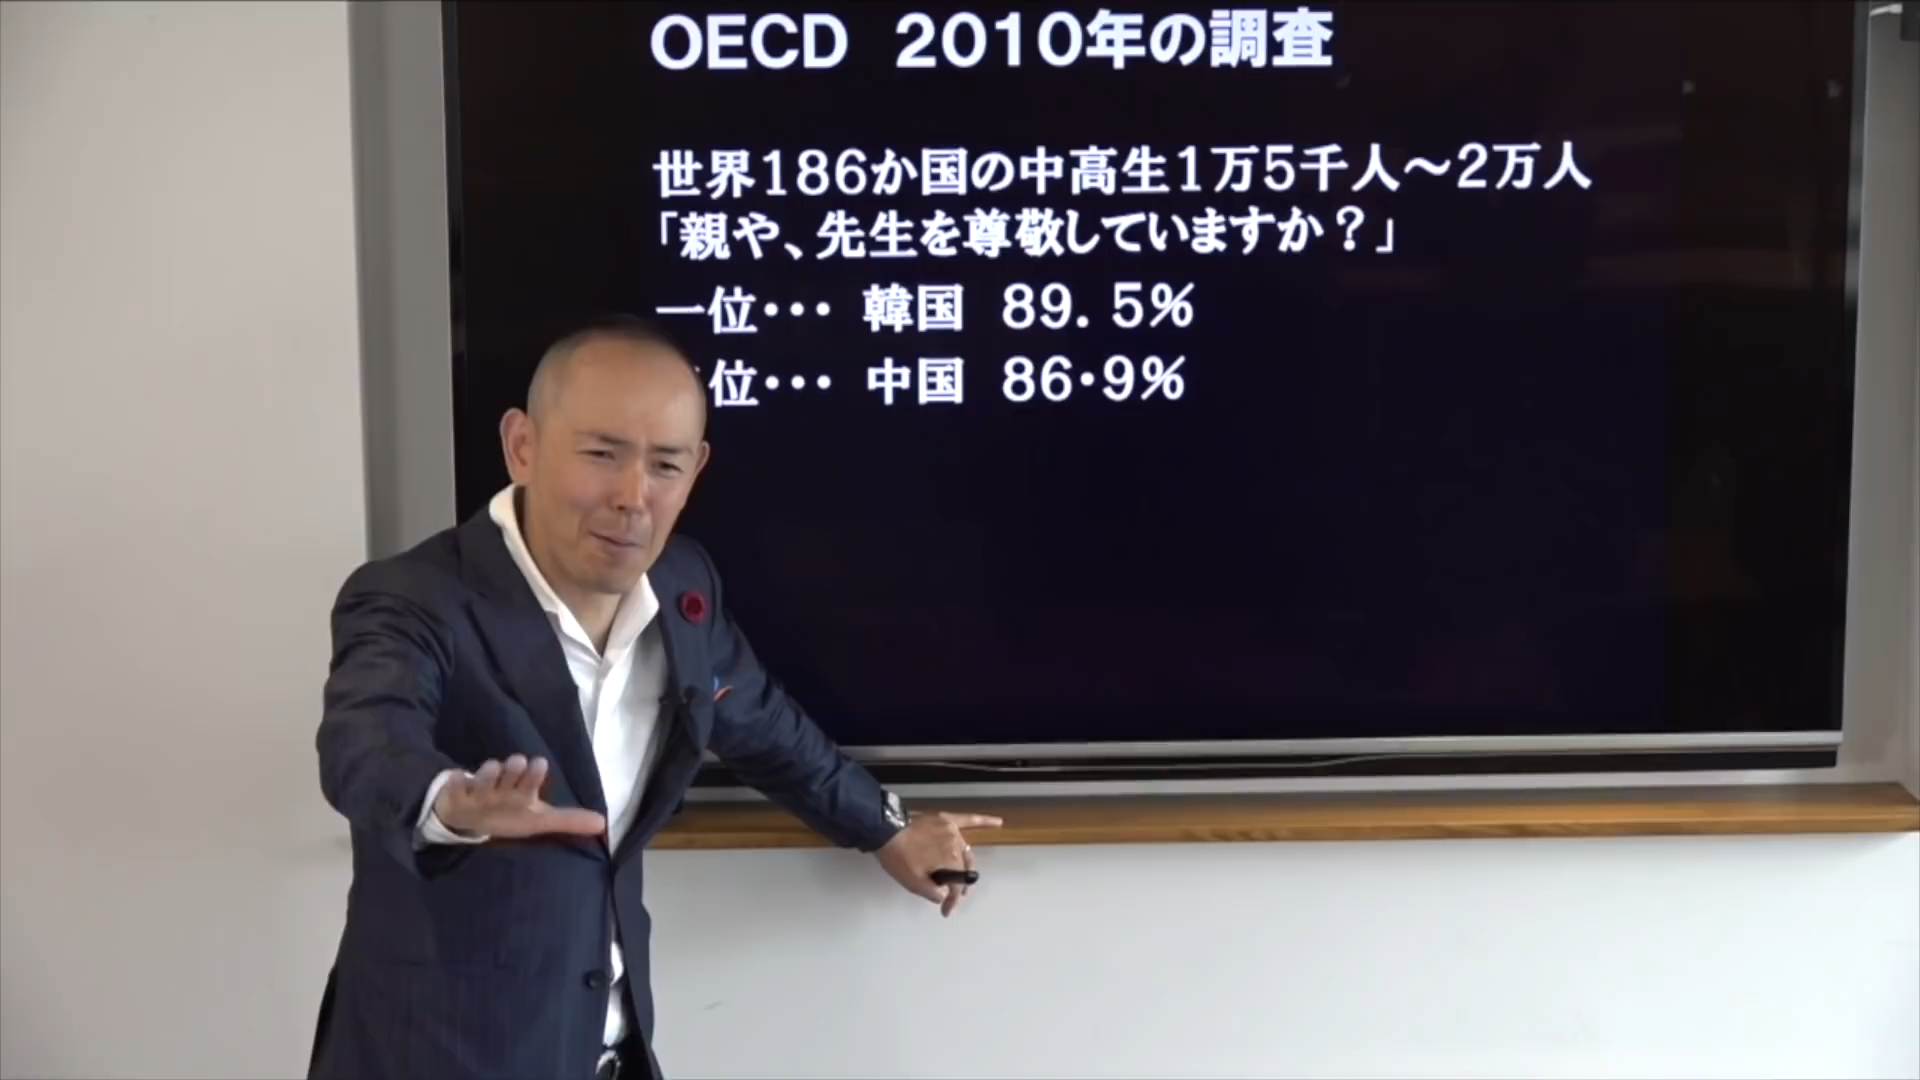 OECD　2010年の調査
世界186か国の中高生1万5千人～2万人
「親や、先生を尊敬していますか？」
一位・・・ 韓国　89．5％
位・・・ 中国　86・9％